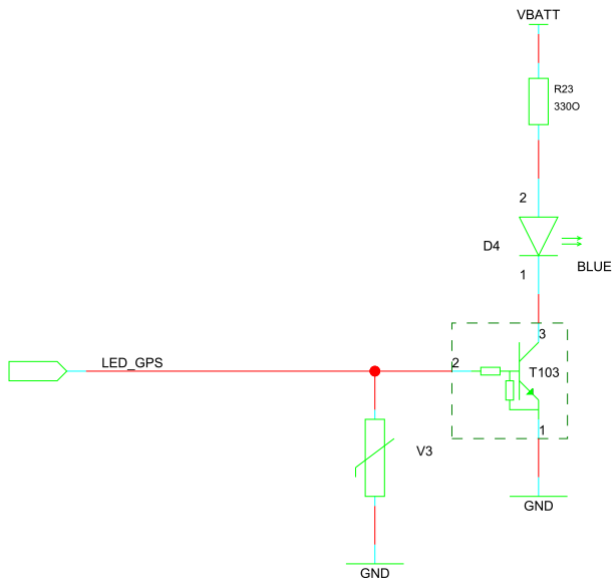 VBATT
R23
330O
2
D4
1
BLUE
3
LED_GPS
2
T103
1
V3
GND
GND